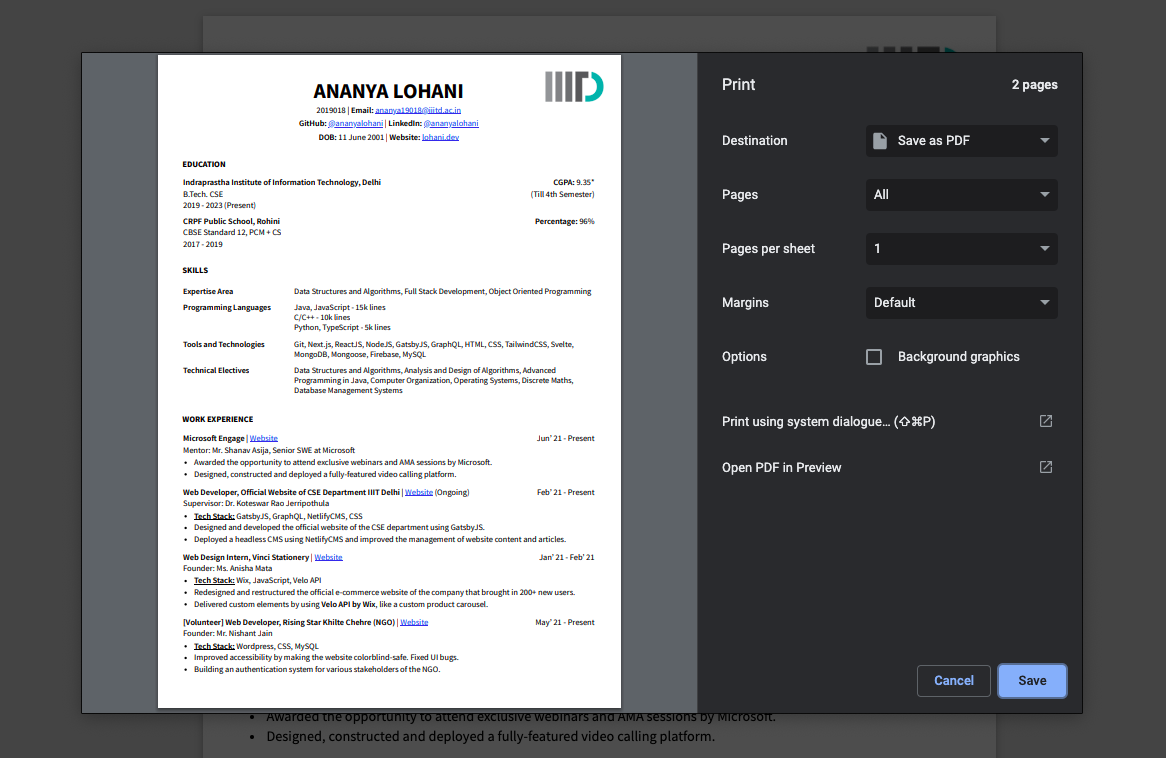 ANANYA LOHANI
2019018 | Email: ananya19018@iiitd.ac.in
GitHub: @ananyalohani | LinkedIn: @ananyalohani
DOB: 11 June 2001 | Website: lohani.dev
EDUCATION
Indraprastha Institute of Information Technology, Delhi CGPA: 9.35*
B.Tech. CSE (Till 4th Semester)
2019 - 2023 (Present)
CRPF Public School, Rohini Percentage: 96%
CBSE Standard 12, PCM + CS
2017 - 2019
SKILLS
Expertise Area Data Structures and Algorithms, Full Stack Development, Object Oriented Programming
Programming Languages Java, JavaScript - 15k lines
C/C++ - 10k lines
Python, TypeScript - 5k lines
Tools and Technologies Git, Next.js, ReactJS, NodeJS, GatsbyJS, GraphQL, HTML, CSS, TailwindCSS, Svelte,
MongoDB, Mongoose, Firebase, MySQL
Technical Electives Data Structures and Algorithms, Analysis and Design of Algorithms, Advanced
Programming in Java, Computer Organization, Operating Systems, Discrete Maths,
Database Management Systems
WORK EXPERIENCE
Microsoft Engage | Website Jun' 21 - Present
Mentor: Mr. Shanav Asija, Senior SWE at Microsoft
• Awarded the opportunity to attend exclusive webinars and AMA sessions by Microsoft.
• Designed, constructed and deployed a fully-featured video calling platform.
Web Developer, Official Website of CSE Department IIIT Delhi | Website (Ongoing) Feb' 21 - Present
Supervisor: Dr. Koteswar Rao Jerripothula
• Tech Stack: GatsbyJS, GraphQL, NetlifyCMS, CSS
• Designed and developed the official website of the CSE department using GatsbyJS.
• Deployed a headless CMS using NetlifyCMS and improved the management of website content and articles.
Web Design Intern, Vinci Stationery | Website Jan' 21 - Feb' 21
Founder: Ms. Anisha Mata
• Tech Stack: Wix, JavaScript, Velo API
• Redesigned and restructured the official e-commerce website of the company that brought in 200+ new users.
• Delivered custom elements by using Velo API by Wix, like a custom product carousel.
[Volunteer] Web Developer, Rising Star Khilte Chehre (NGO) | Website May' 21 - Present
Founder: Mr. Nishant Jain
• Tech Stack: Wordpress, CSS, MySQL
• Improved accessibility by making the website colorblind-safe. Fixed UI bugs.
• Building an authentication system for various stakeholders of the NGO.
Print 2 pages
Destination Save as PDF
Pages All
Pages per sheet 1
Margins Default
Options Background graphics
Print using system dialogue... (⇧⌘P)
Open PDF in Preview
Cancel Save
• Awarded the opportunity to attend exclusive webinars and AMA sessions by Microsoft.
• Designed, constructed and deployed a fully-featured video calling platform.